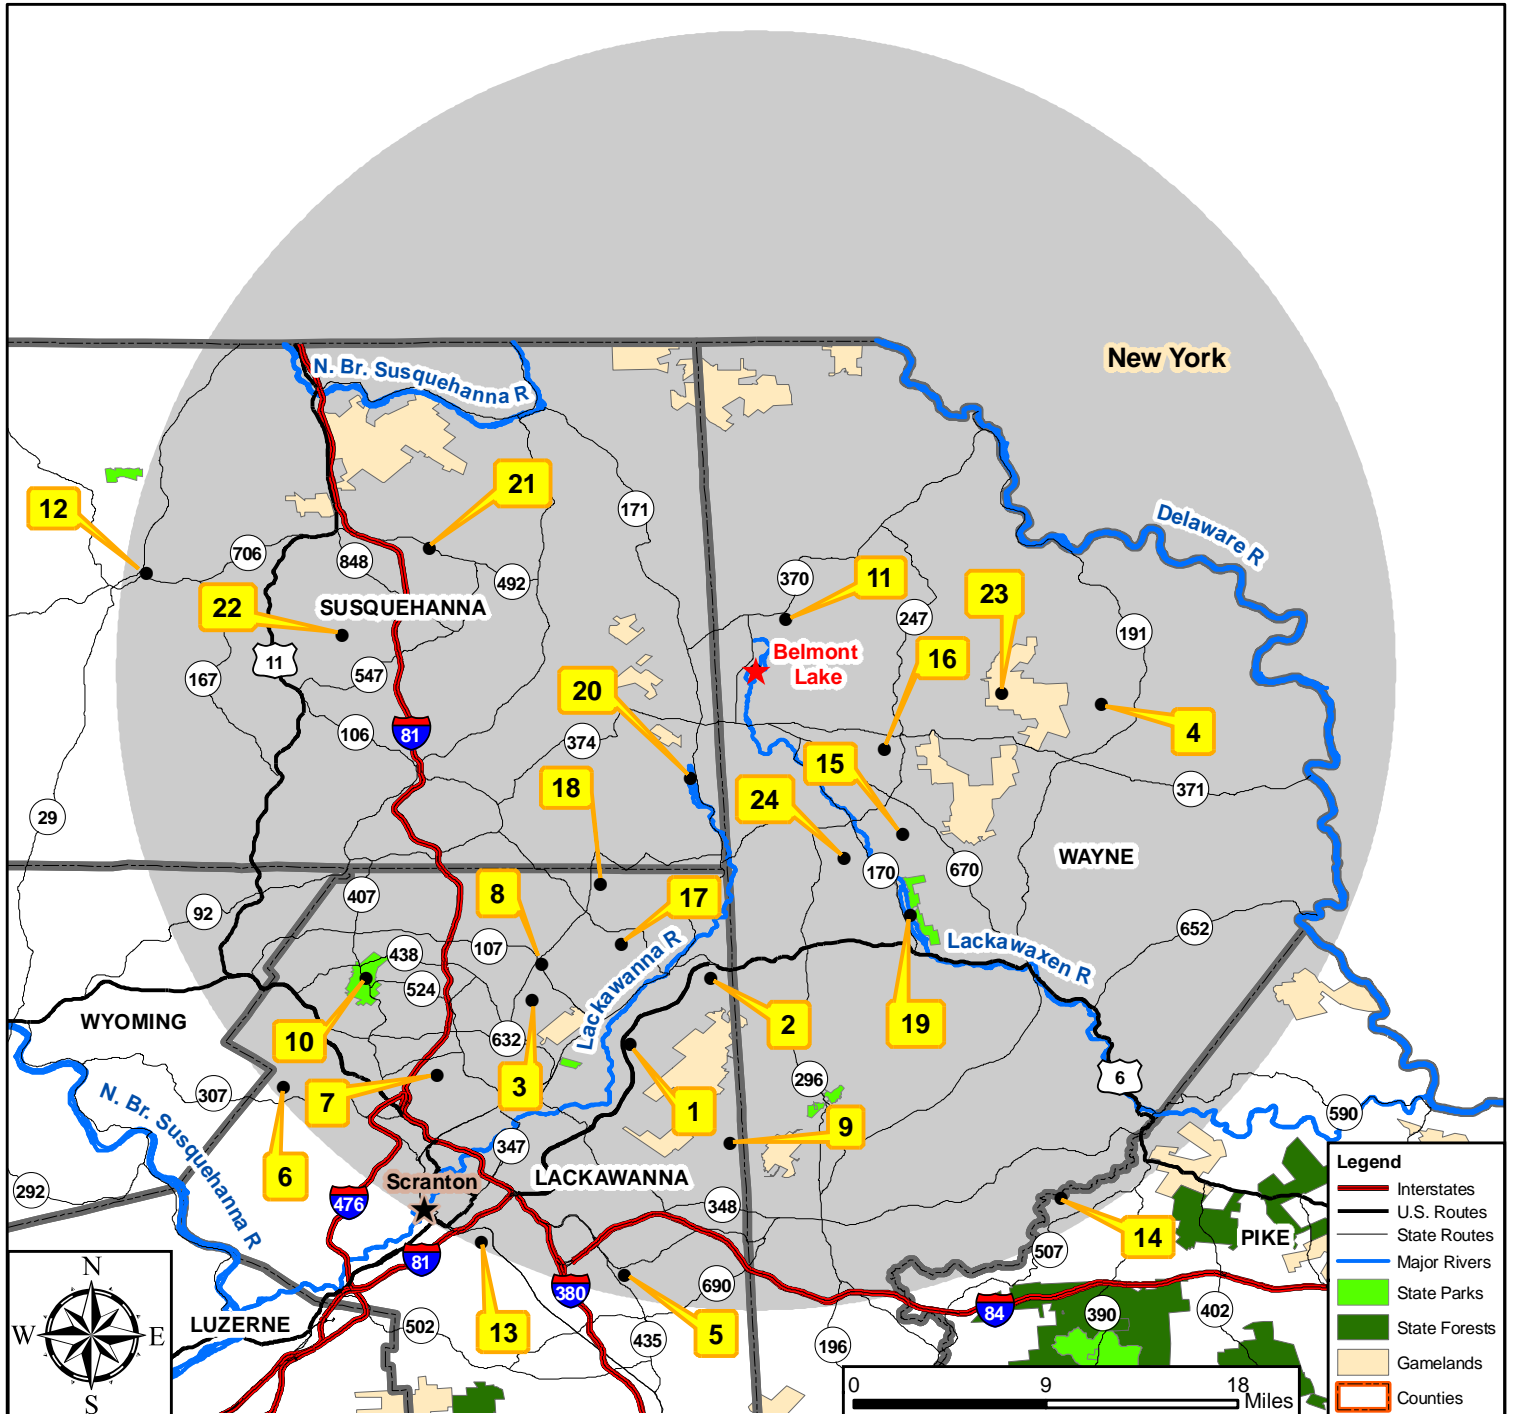 New York
N. Br. Susquehanna R
21
12
171
Delaware R
706
848
11
370
492
23
22
SUSQUEHANNA
247
191
Belmont
Lake
16
11
547
167
20
81
106
374
4
15
18
24
371
29
WAYNE
170
670
407
8
17
92
652
107
438
Lackawanna R
Lackawaxen R
524
WYOMING
10
632
2
19
6
296
7
3
307
1
N. Br. Susquehanna R
590
9
347
6
LACKAWANNA
Scranton
292
476
348
14
PIKE
507
81
690
380
84
390
402
LUZERNE
502
13
5
435
196
N
W
E
S
0
9
18
Miles
Legend
Interstates
U.S. Routes
State Routes
Major Rivers
State Parks
State Forests
Gamelands
Counties